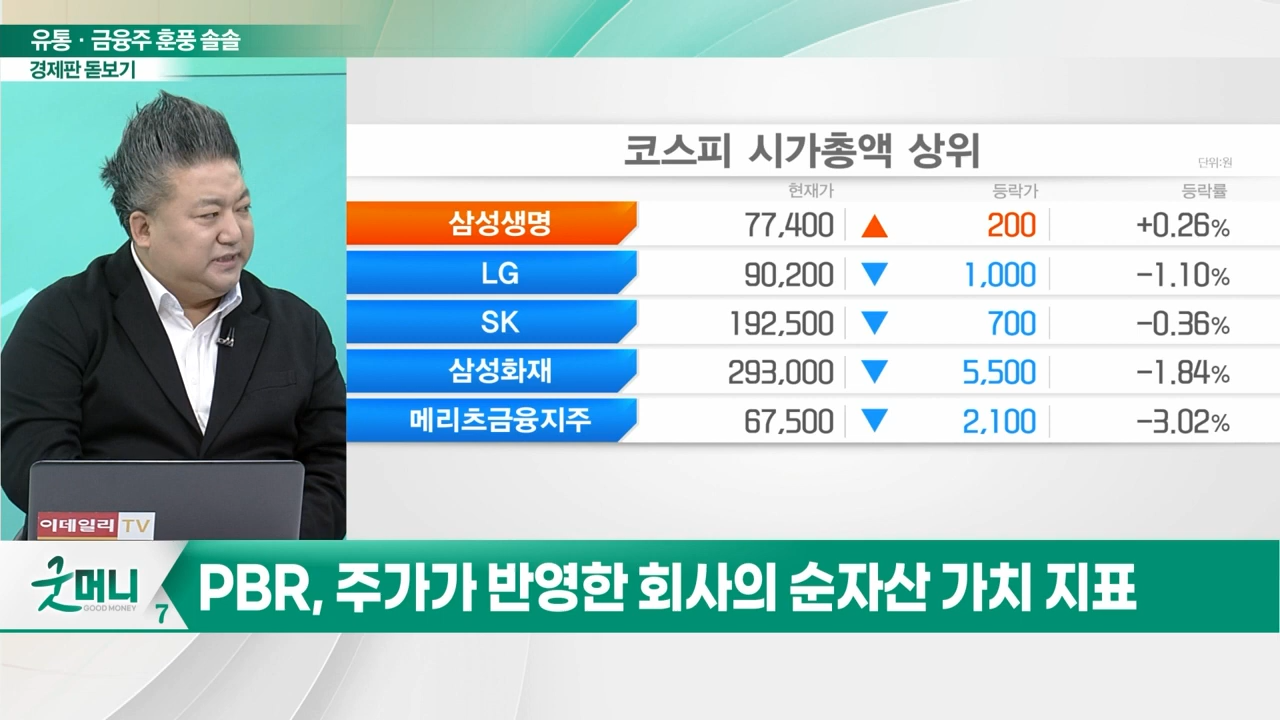 유통 · 금융주 훈풍 솔솔
경제판 돋보기
코스피 시가총액 상위
단위:원
현재가 등락가 등락률
삼성생명 77,400 ▲ 200 +0.26%
LG 90,200 ▼ 1,000 -1.10%
SK 192,500 ▼ 700 -0.36%
삼성화재 293,000 ▼ 5,500 -1.84%
메리츠금융지주 67,500 ▼ 2,100 -3.02%
이데일리 TV
굿머니
GOOD MONEY
7
PBR, 주가가 반영한 회사의 순자산 가치 지표